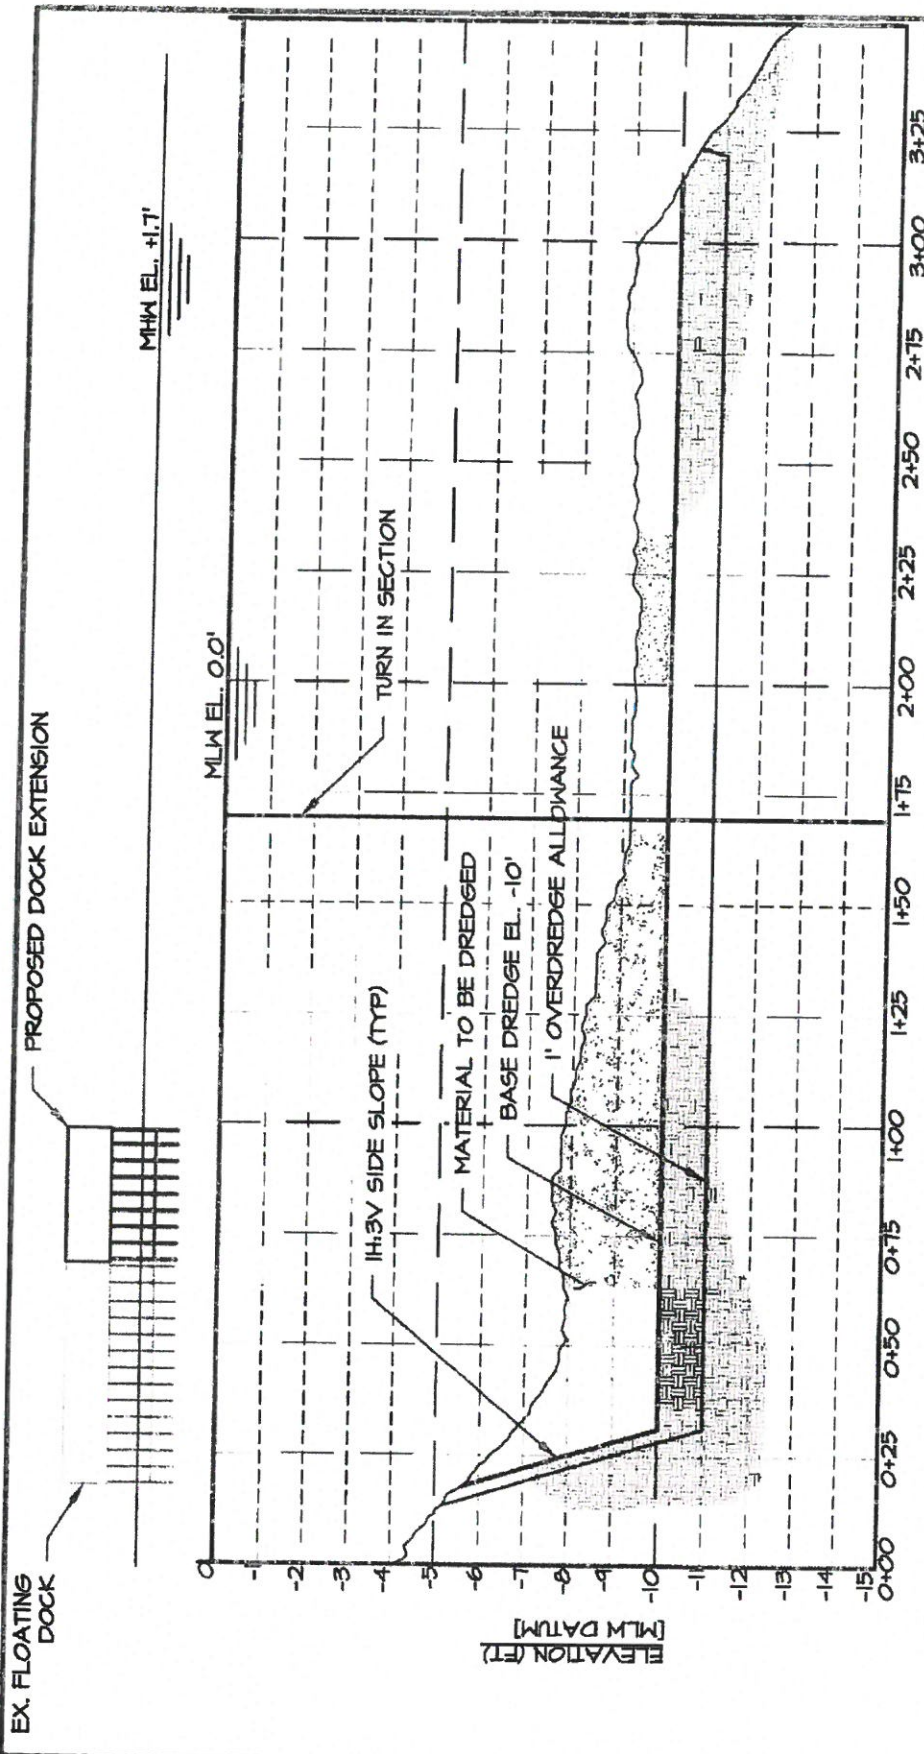 EX. FLOATING
DOCK
PROPOSED DOCK EXTENSION
MHW EL. +1.7'
MLW EL. 0.0'
TURN IN SECTION
1H:3V SIDE SLOPE (TYP)
MATERIAL TO BE DREDGED
BASE DREDGE EL. -10'
1' OVERDREDGE ALLOWANCE
ELEVATION (FT)
[MLW DATUM]
0
-1
-2
-3
-4
-5
-6
-7
-8
-9
-10
-11
-12
-13
-14
-15
0+00
0+25
0+50
0+75
1+00
1+25
1+50
1+75
2+00
2+25
2+50
2+75
3+00
3+25